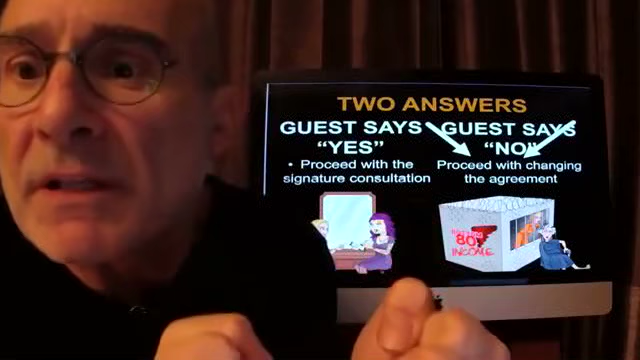 TWO ANSWERS
GUEST SAYS
"YES"
• Proceed with the
signature consultation
GUEST SAYS
"NO"
Proceed with changing
the agreement
80
INCOME